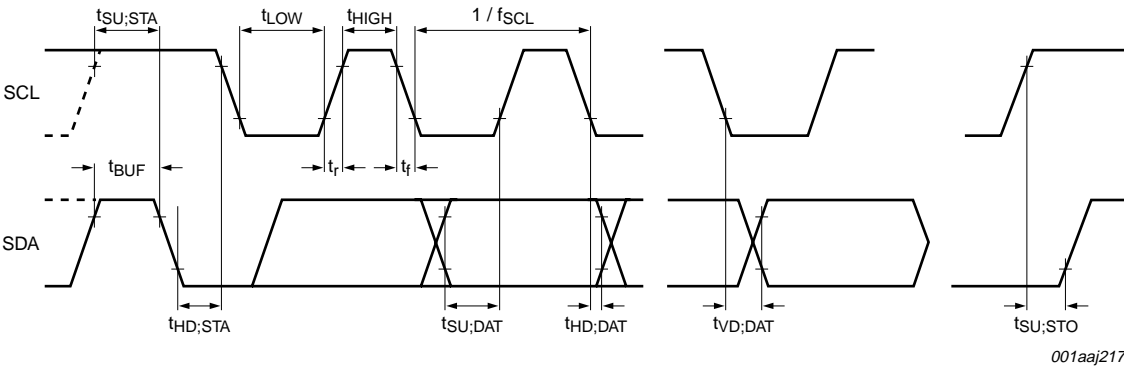 tSU;STA tLOW tHIGH 1 / fSCL
SCL
tBUF tr tf
SDA
tHD;STA tSU;DAT tHD;DAT tVD;DAT tSU;STO
001aaj217